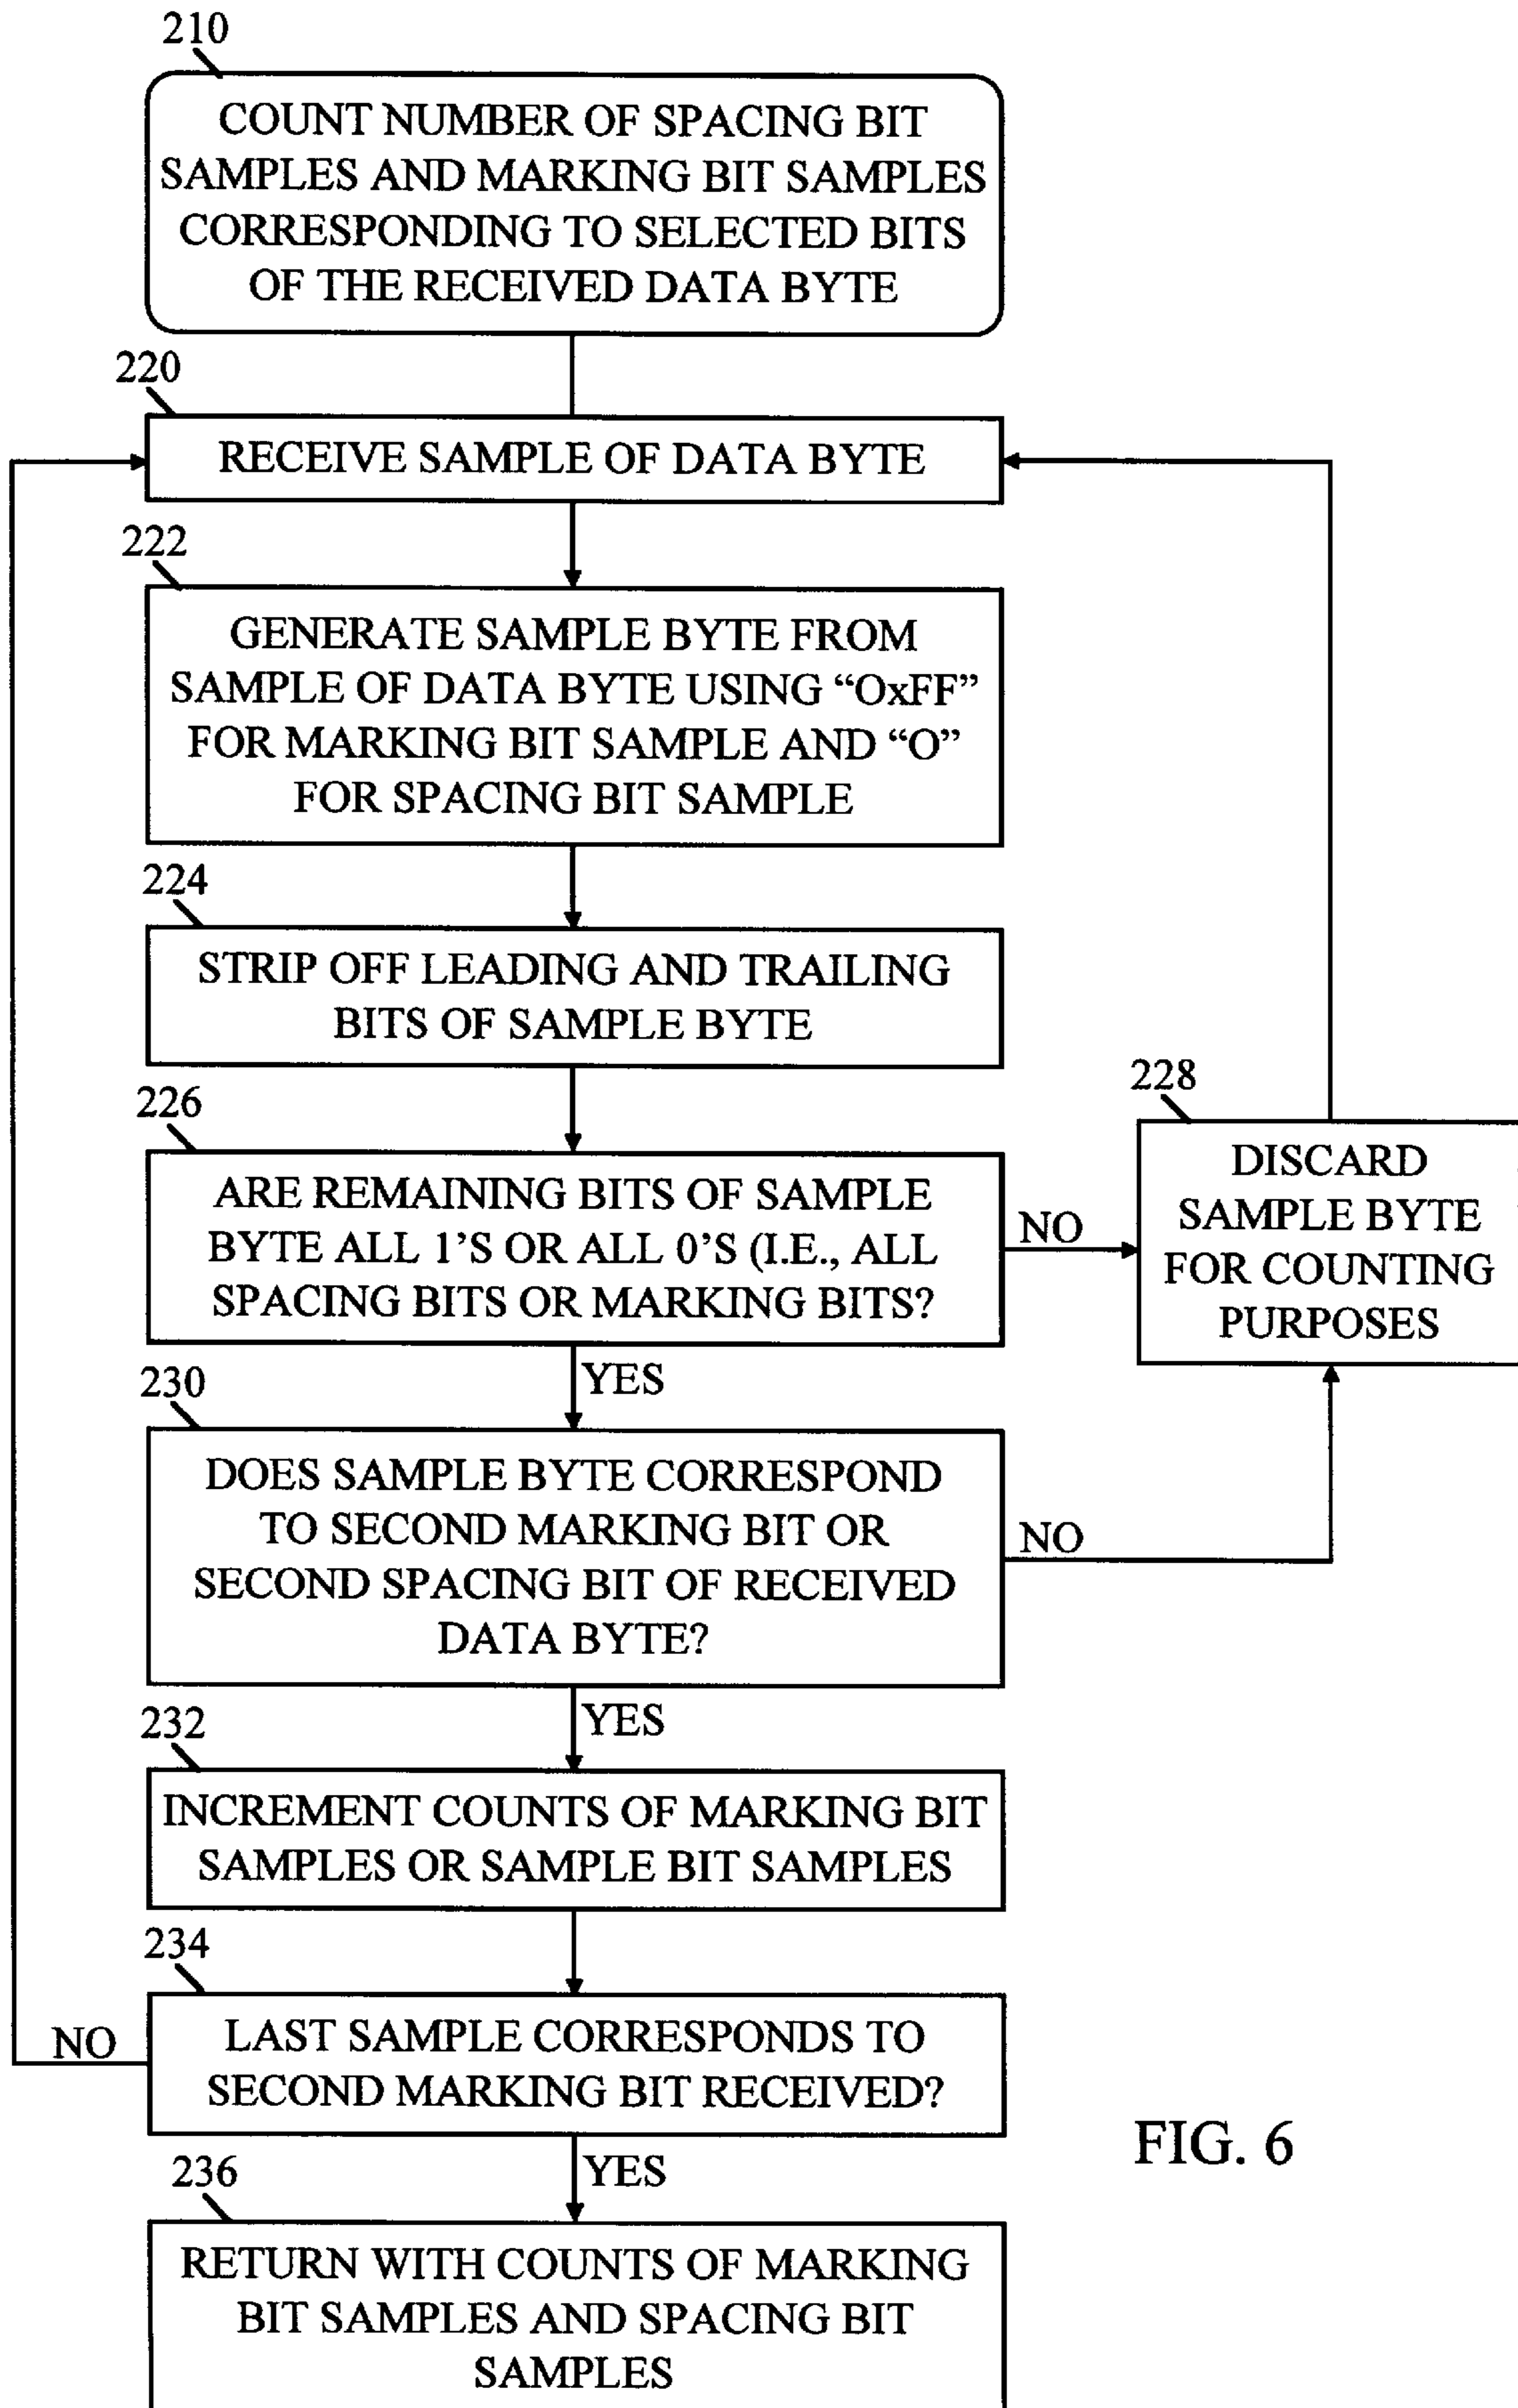 210
COUNT NUMBER OF SPACING BIT
SAMPLES AND MARKING BIT SAMPLES
CORRESPONDING TO SELECTED BITS
OF THE RECEIVED DATA BYTE
220
RECEIVE SAMPLE OF DATA BYTE
222
GENERATE SAMPLE BYTE FROM
SAMPLE OF DATA BYTE USING “OxFF”
FOR MARKING BIT SAMPLE AND “O”
FOR SPACING BIT SAMPLE
224
STRIP OFF LEADING AND TRAILING
BITS OF SAMPLE BYTE
226
ARE REMAINING BITS OF SAMPLE
BYTE ALL 1’S OR ALL 0’S (I.E., ALL
SPACING BITS OR MARKING BITS?
NO
228
DISCARD
SAMPLE BYTE
FOR COUNTING
PURPOSES
YES
230
DOES SAMPLE BYTE CORRESPOND
TO SECOND MARKING BIT OR
SECOND SPACING BIT OF RECEIVED
DATA BYTE?
NO
YES
232
INCREMENT COUNTS OF MARKING BIT
SAMPLES OR SAMPLE BIT SAMPLES
234
LAST SAMPLE CORRESPONDS TO
SECOND MARKING BIT RECEIVED?
NO
YES
236
RETURN WITH COUNTS OF MARKING
BIT SAMPLES AND SPACING BIT
SAMPLES
FIG. 6